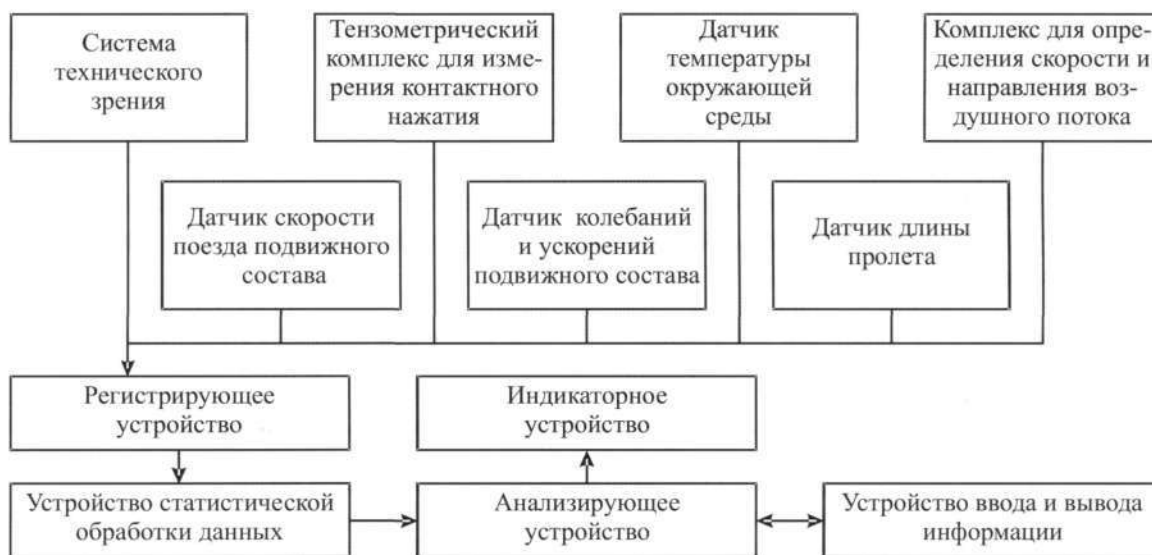 Система
технического
зрения
Тензометрический
комплекс для изме-
рения контактного
нажатия
Датчик
температуры
окружающей
среды
Комплекс для опре-
деления скорости и
направления воз-
душного потока
Датчик скорости
поезда подвижного
состава
Датчик колебаний
и ускорений
подвижного состава
Датчик длины
пролета
Регистрирующее
устройство
Индикаторное
устройство
Устройство статистической
обработки данных
Анализирующее
устройство
Устройство ввода и вывода
информации